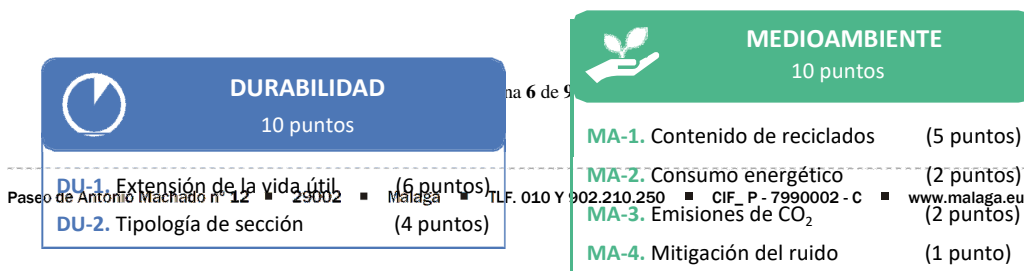 DURABILIDAD
10 puntos
DU-1. Extensión de la vida útil (6 puntos)
DU-2. Tipología de sección (4 puntos)
MEDIOAMBIENTE
10 puntos
MA-1. Contenido de reciclados (5 puntos)
MA-2. Consumo energético (2 puntos)
MA-3. Emisiones de CO₂ (2 puntos)
MA-4. Mitigación del ruido (1 punto)
na 6 de 9
Paseo de Antonio Machado nº 12 ■ 29002 ■ Málaga ■ TLF. 010 Y 902.210.250 ■ CIF_ P - 7990002 - C ■ www.malaga.eu